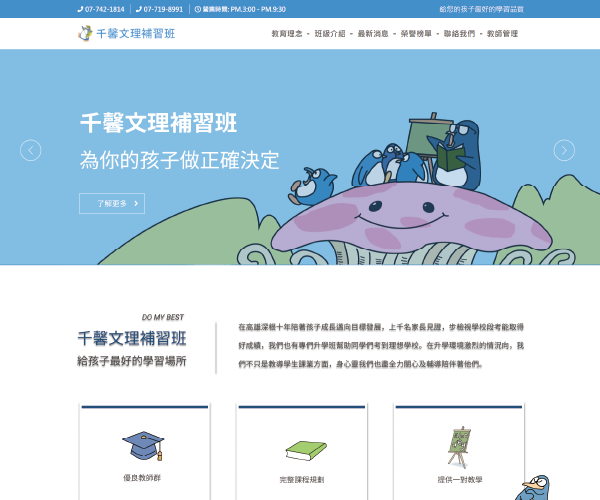 07-742-1814 | 07-719-8991 | 營業時間: PM.3:00 - PM.9:30
給您的孩子最好的學習品質
千馨文理補習班
教育理念 - 班級介紹 - 最新消息 - 榮譽榜單 - 聯絡我們 - 教師管理
千馨文理補習班
為你的孩子做正確決定
了解更多
DO MY BEST
千馨文理補習班
給孩子最好的學習場所
在高雄深根十年陪著孩子成長邁向目標發展，上千名家長見證，步檢視學校段考能取得
好成績，我們也有專們升學班幫助同學們考到理想學校。在升學環境激烈的情況向，我
們不只是教導學生課業方面，身心靈我們也盡全力關心及輔導陪伴著他們。
優良教師群
完整課程規劃
提供一對教學